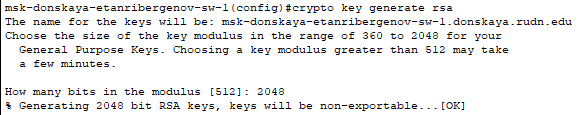 msk-donskaya-etanribergenov-sw-1(config)#crypto key generate rsa
The name for the keys will be: msk-donskaya-etanribergenov-sw-1.donskaya.rudn.edu
Choose the size of the key modulus in the range of 360 to 2048 for your
  General Purpose Keys. Choosing a key modulus greater than 512 may take
  a few minutes.

How many bits in the modulus [512]: 2048
% Generating 2048 bit RSA keys, keys will be non-exportable...[OK]